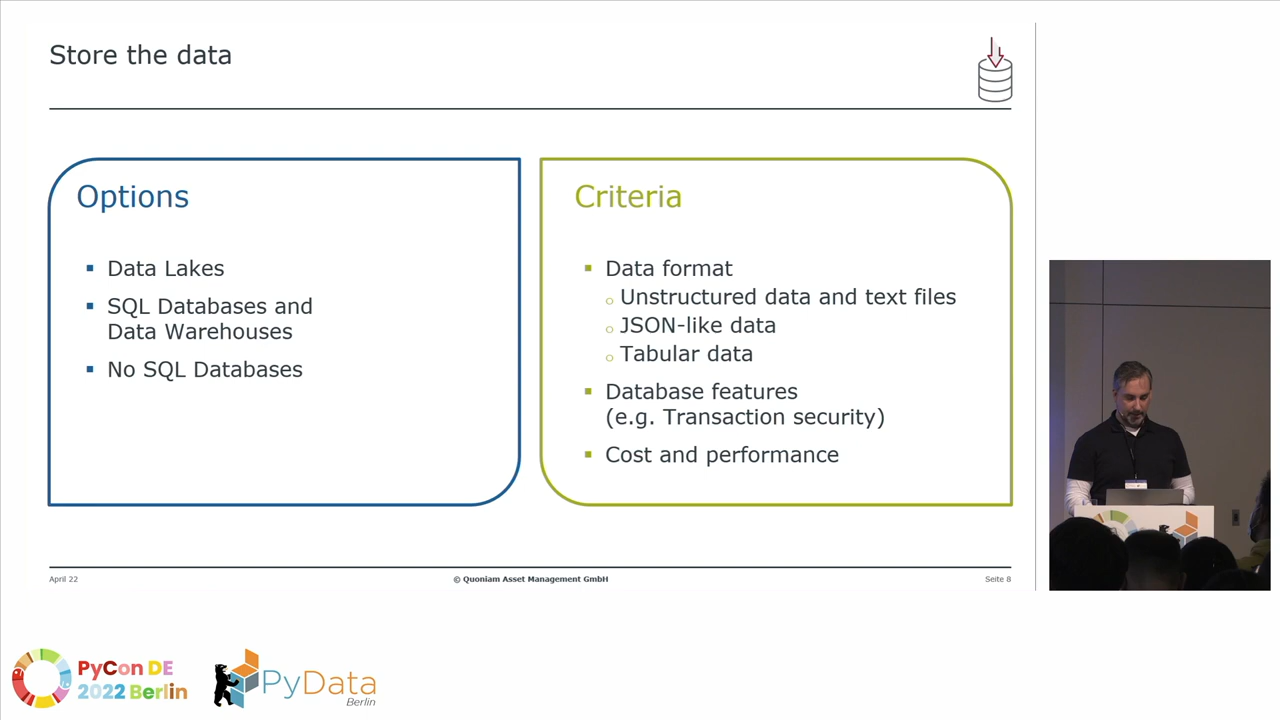 Store the data
Options
Data Lakes
SQL Databases and
Data Warehouses
No SQL Databases
Criteria
Data format
Unstructured data and text files
JSON-like data
Tabular data
Database features
(e.g. Transaction security)
Cost and performance
April 22
© Quoniam Asset Management GmbH
Seite 8
PyCon DE
2022 Berlin
PyData
Berlin